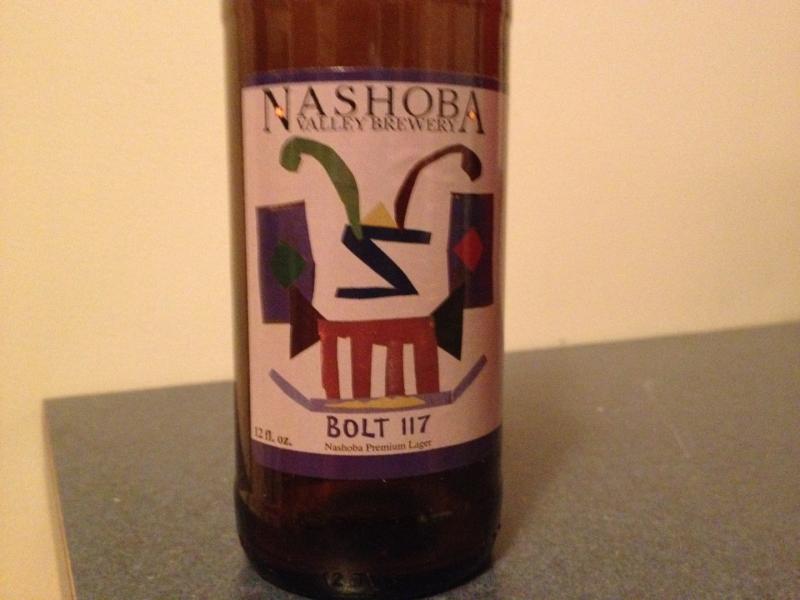 NASHOBA
VALLEY BREWERY
BOLT 117
12 fl. oz.
Nashoba Premium Lager